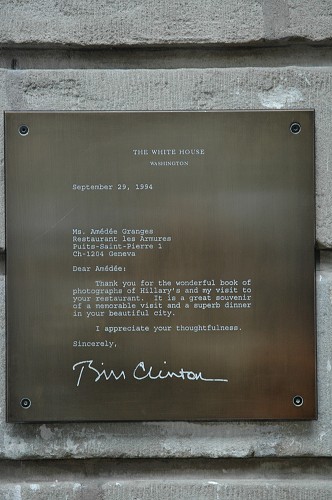 THE WHITE HOUSE
WASHINGTON
September 29, 1994
Ms. Amédée Granges
Restaurant les Armures
Puits-Saint-Pierre 1
Ch-1204 Geneva
Dear Amédée:
Thank you for the wonderful book of
photographs of Hillary's and my visit to
your restaurant. It is a great souvenir
of a memorable visit and a superb dinner
in your beautiful city.
I appreciate your thoughtfulness.
Sincerely,
Bill Clinton